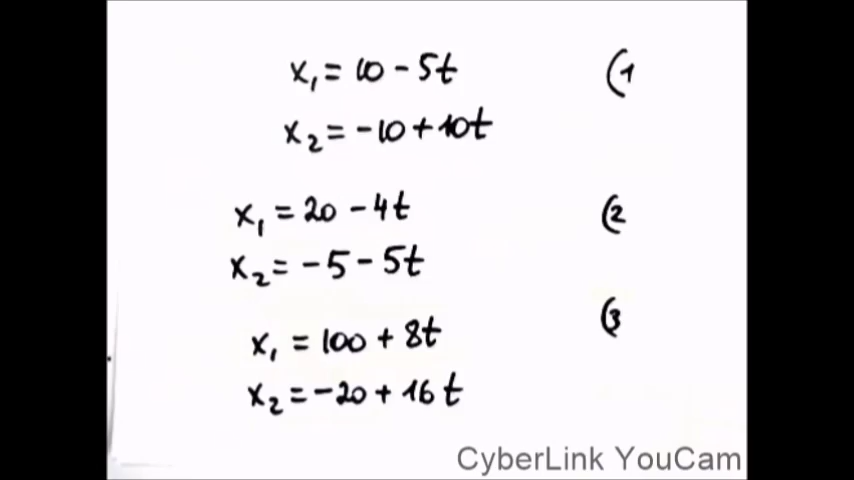 x₁ = 10 - 5t (1
x₂ = -10 + 10t
x₁ = 20 - 4t (2
x₂ = -5 - 5t
(3
x₁ = 100 + 8t
x₂ = -20 + 16t
CyberLink YouCam